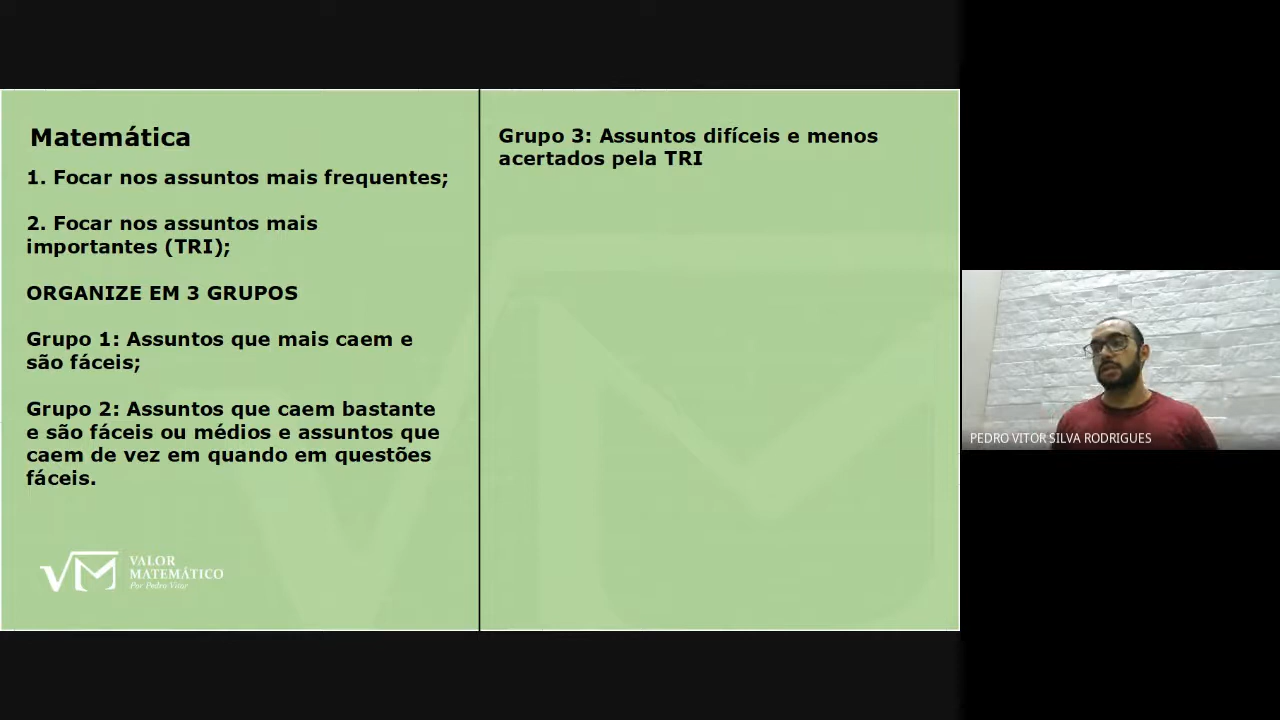 Matemática
1. Focar nos assuntos mais frequentes;
2. Focar nos assuntos mais
importantes (TRI);
ORGANIZE EM 3 GRUPOS
Grupo 1: Assuntos que mais caem e
são fáceis;
Grupo 2: Assuntos que caem bastante
e são fáceis ou médios e assuntos que
caem de vez em quando em questões
fáceis.
VALOR
MATEMÁTICO
Por Pedro Vitor
Grupo 3: Assuntos difíceis e menos
acertados pela TRI
PEDRO VITOR SILVA RODRIGUES